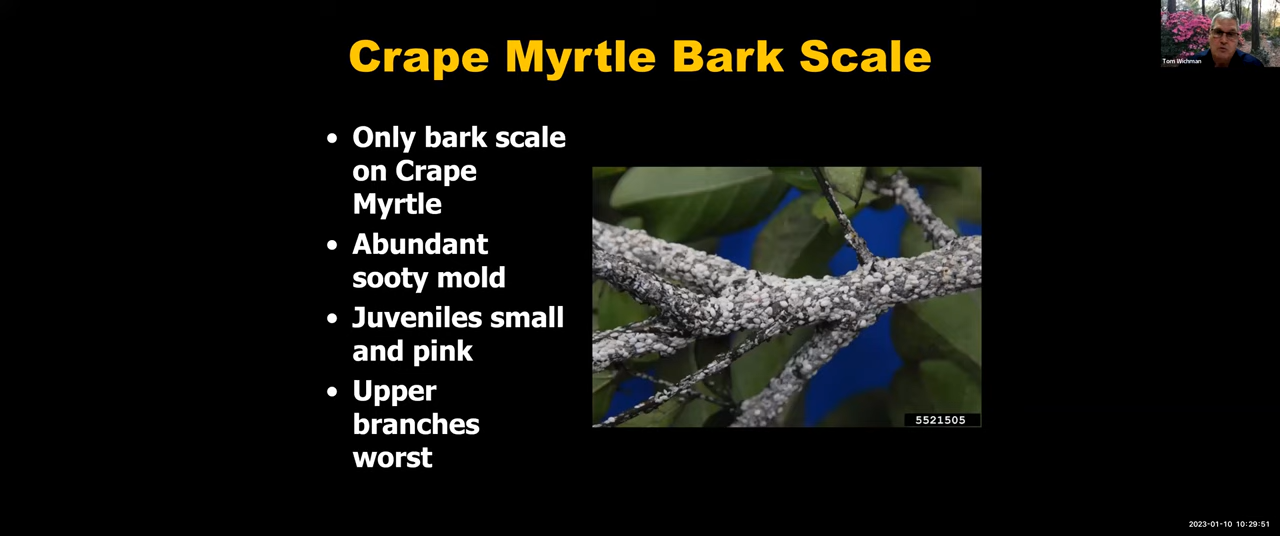 Crape Myrtle Bark Scale
Tom Wichman
• Only bark scale
on Crape
Myrtle
• Abundant
sooty mold
• Juveniles small
and pink
• Upper
branches
worst
5521505
2023-01-10 10:29:51